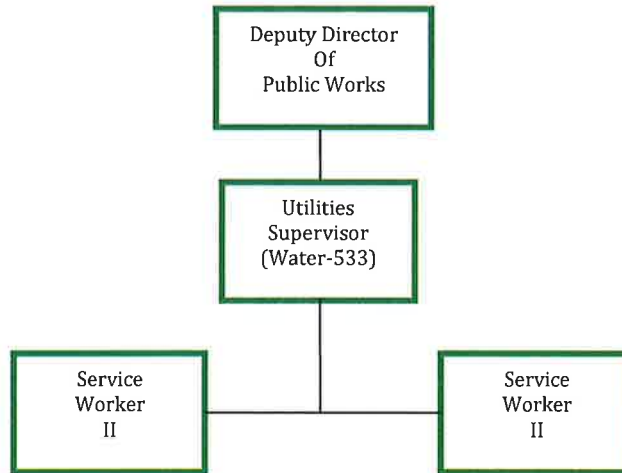 Deputy Director
Of
Public Works
Utilities
Supervisor
(Water-533)
Service
Worker
II
Service
Worker
II